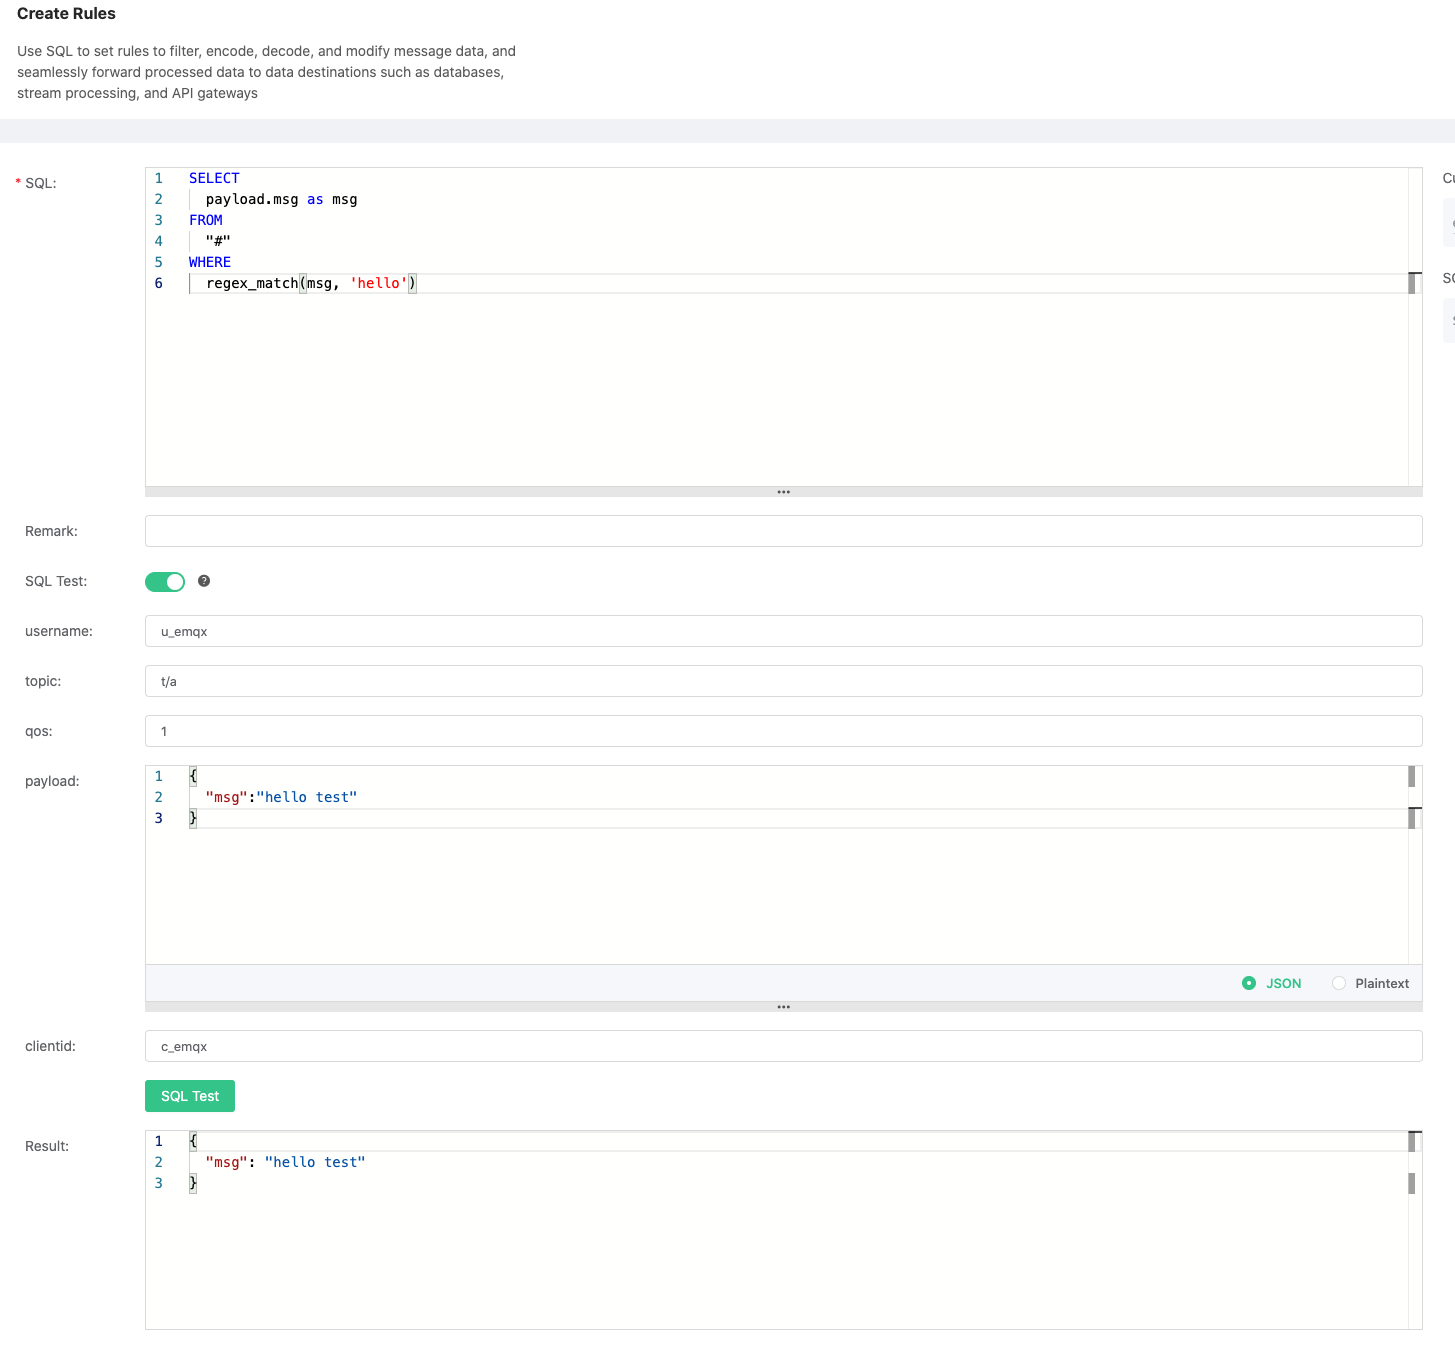 Create Rules
Use SQL to set rules to filter, encode, decode, and modify message data, and
seamlessly forward processed data to data destinations such as databases,
stream processing, and API gateways
* SQL:
1 SELECT
2 payload.msg as msg
3 FROM
4 "#"
5 WHERE
6 regex_match(msg, 'hello')
Remark:
SQL Test:
username: u_emqx
topic: t/a
qos: 1
payload:
1 {
2 "msg":"hello test"
3 }
JSON Plaintext
clientid: c_emqx
SQL Test
Result:
1 {
2 "msg": "hello test"
3 }